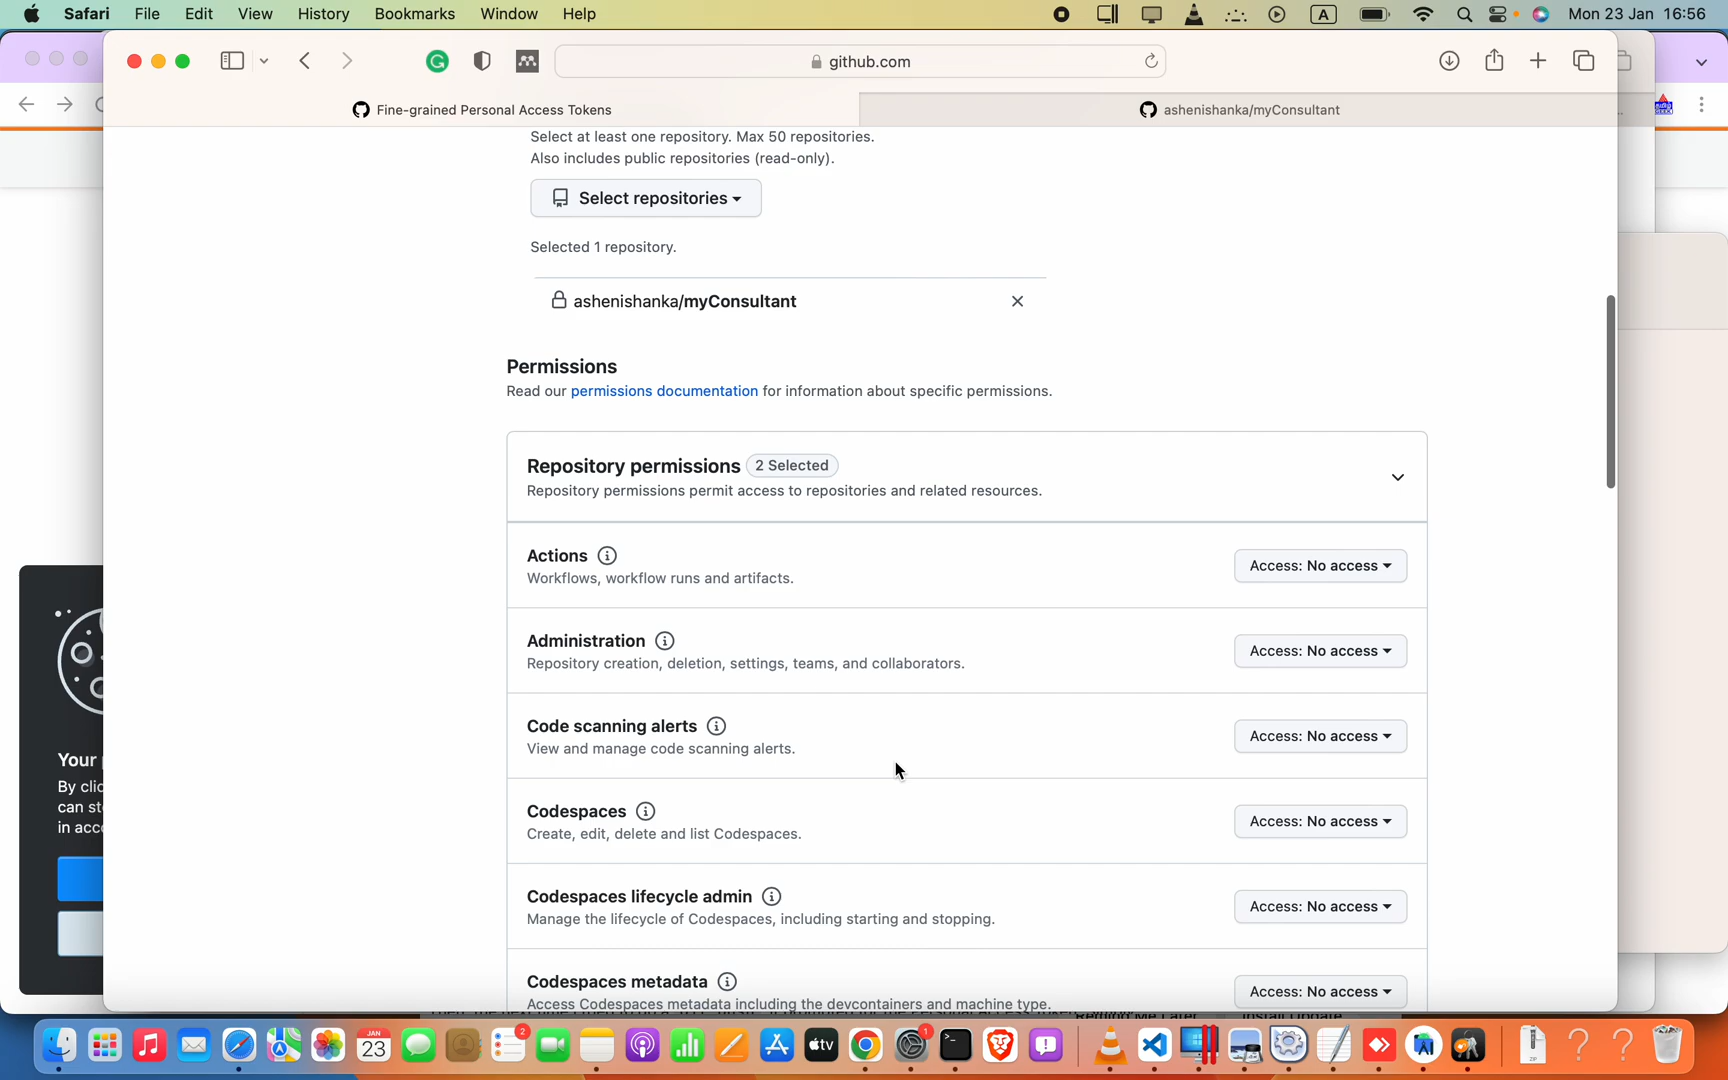 Safari File Edit View History Bookmarks Window Help A Mon 23 Jan 16:56
github.com
Fine-grained Personal Access Tokens
ashenishanka/myConsultant
Select at least one repository. Max 50 repositories.
Also includes public repositories (read-only).
Select repositories
Selected 1 repository.
ashenishanka/myConsultant
Permissions
Read our permissions documentation for information about specific permissions.
Repository permissions 2 Selected
Repository permissions permit access to repositories and related resources.
Actions
Workflows, workflow runs and artifacts.
Access: No access
Administration
Repository creation, deletion, settings, teams, and collaborators.
Access: No access
Code scanning alerts
View and manage code scanning alerts.
Access: No access
Codespaces
Create, edit, delete and list Codespaces.
Access: No access
Codespaces lifecycle admin
Manage the lifecycle of Codespaces, including starting and stopping.
Access: No access
Codespaces metadata
Access Codespaces metadata including the devcontainers and machine type.
Access: No access
Your
By
can
in
JAN
23
2
tv
1
ZIP